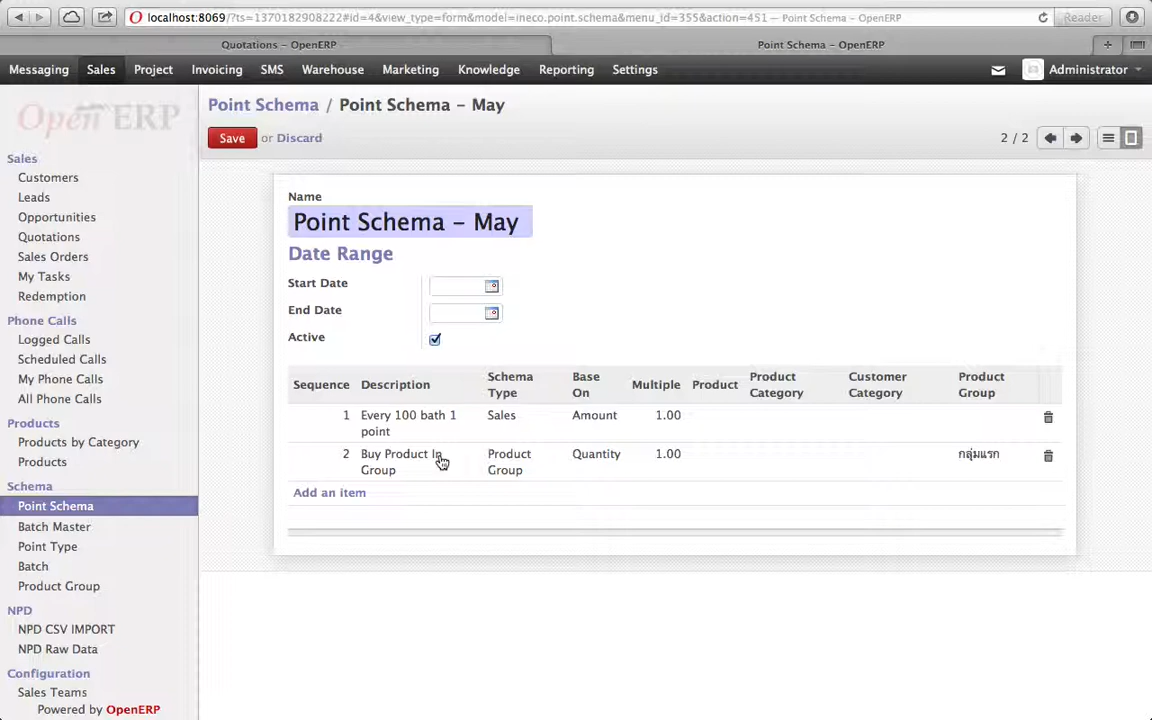 localhost:8069/?ts=1370182908222#id=4&view_type=form&model=ineco.point.schema&menu_id=355&action=451 — Point Schema – OpenERP
Reader
Quotations – OpenERP
Point Schema – OpenERP
Messaging Sales Project Invoicing SMS Warehouse Marketing Knowledge Reporting Settings Administrator
Open ERP
Point Schema / Point Schema – May
Save or Discard
2 / 2
Sales
Customers
Leads
Opportunities
Quotations
Sales Orders
My Tasks
Redemption
Phone Calls
Logged Calls
Scheduled Calls
My Phone Calls
All Phone Calls
Products
Products by Category
Products
Schema
Point Schema
Batch Master
Point Type
Batch
Product Group
NPD
NPD CSV IMPORT
NPD Raw Data
Configuration
Sales Teams
Powered by OpenERP
Name
Point Schema – May
Date Range
Start Date
End Date
Active
Sequence Description Schema Type Base On Multiple Product Product Category Customer Category Product Group
1 Every 100 bath 1 point Sales Amount 1.00
2 Buy Product In Group Product Group Quantity 1.00 กลุ่มแรก
Add an item